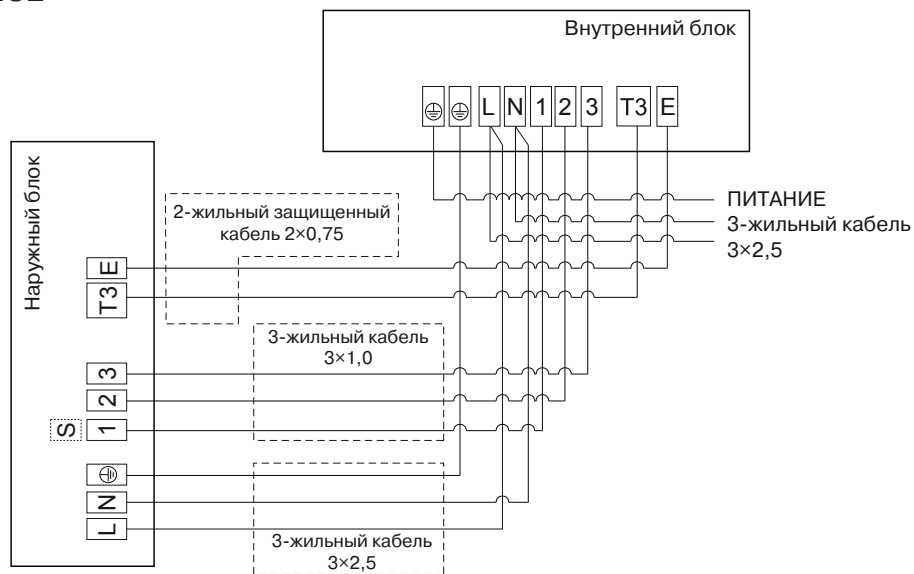 Внутренний блок
L N 1 2 3 T3 E
Наружный блок
2-жильный защищенный
кабель 2×0,75
ПИТАНИЕ
3-жильный кабель
3×2,5
E
T3
3-жильный кабель
3×1,0
3
2
S 1
N
L
3-жильный кабель
3×2,5